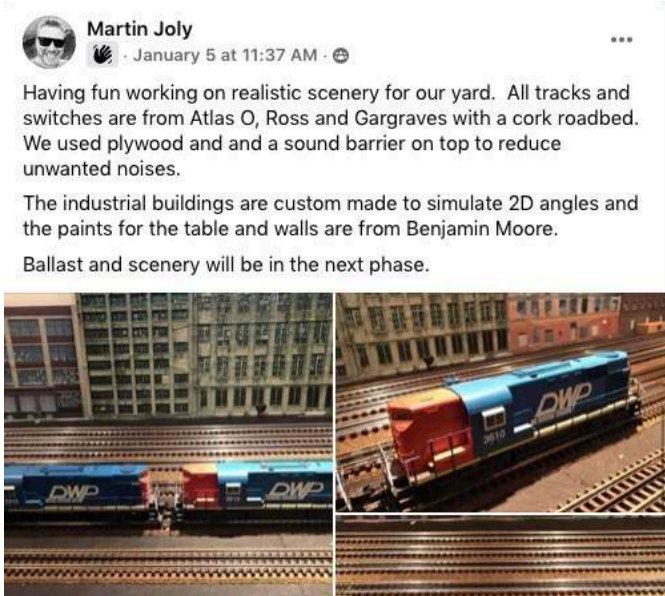 Martin Joly
January 5 at 11:37 AM ·
Having fun working on realistic scenery for our yard. All tracks and
switches are from Atlas O, Ross and Gargraves with a cork roadbed.
We used plywood and and a sound barrier on top to reduce
unwanted noises.
The industrial buildings are custom made to simulate 2D angles and
the paints for the table and walls are from Benjamin Moore.
Ballast and scenery will be in the next phase.
DWP
DWP
DWP
3610